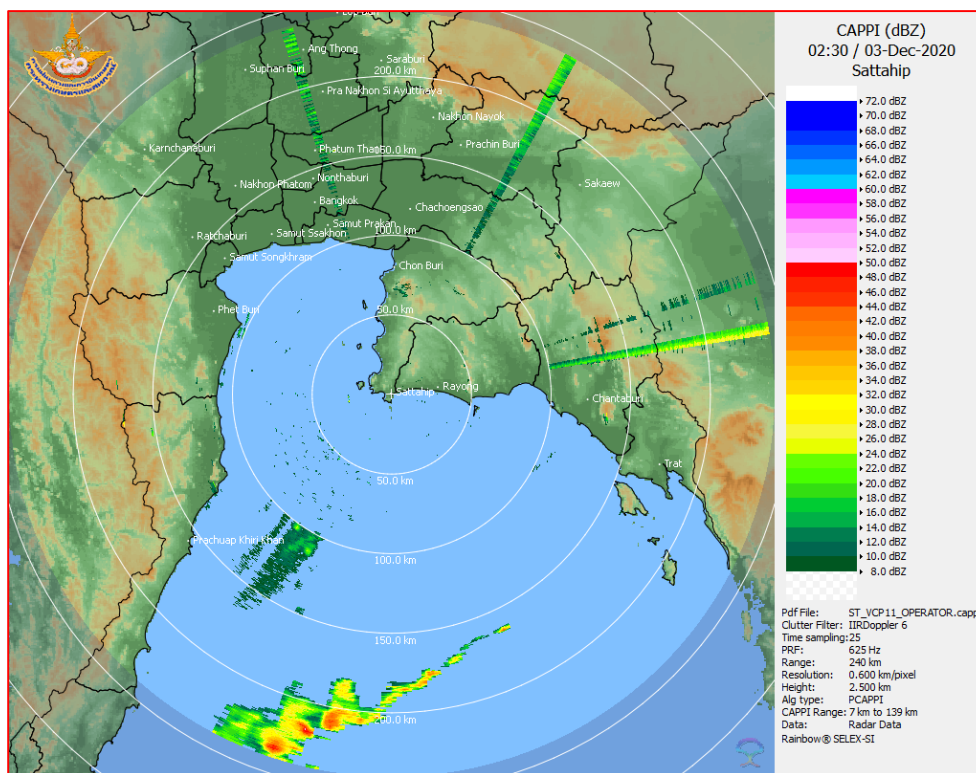 CAPPI (dBZ)
02:30 / 03-Dec-2020
Sattahip
72.0 dBZ
70.0 dBZ
68.0 dBZ
66.0 dBZ
64.0 dBZ
62.0 dBZ
60.0 dBZ
58.0 dBZ
56.0 dBZ
54.0 dBZ
52.0 dBZ
50.0 dBZ
48.0 dBZ
46.0 dBZ
44.0 dBZ
42.0 dBZ
40.0 dBZ
38.0 dBZ
36.0 dBZ
34.0 dBZ
32.0 dBZ
30.0 dBZ
28.0 dBZ
26.0 dBZ
24.0 dBZ
22.0 dBZ
20.0 dBZ
18.0 dBZ
16.0 dBZ
14.0 dBZ
12.0 dBZ
10.0 dBZ
8.0 dBZ
Pdf File: ST_VCP11_OPERATOR.capp
Clutter Filter: IIRDoppler 6
Time sampling:25
PRF: 625 Hz
Range: 240 km
Resolution: 0.600 km/pixel
Height: 2.500 km
Alg type: PCAPPI
CAPPI Range: 7 km to 139 km
Data: Radar Data
Rainbow® SELEX-SI
Ang Thong
Saraburi
Suphan Buri
200.0 km
Pra Nakhon Si Ayutthaya
Nakhon Nayok
Karnchanaburi
Phatum Thani
150.0 km
Prachin Buri
Nonthaburi
Nakhon Phatom
Sakaew
Bangkok
Chachoengsao
Samut Prakan
100.0 km
Ratchaburi
Samut Ssakhon
Samut Songkhram
Chon Buri
Phet Buri
50.0 km
Rayong
Sattahip
Chantaburi
Trat
50.0 km
Prachuap Khiri Khan
100.0 km
150.0 km
200.0 km